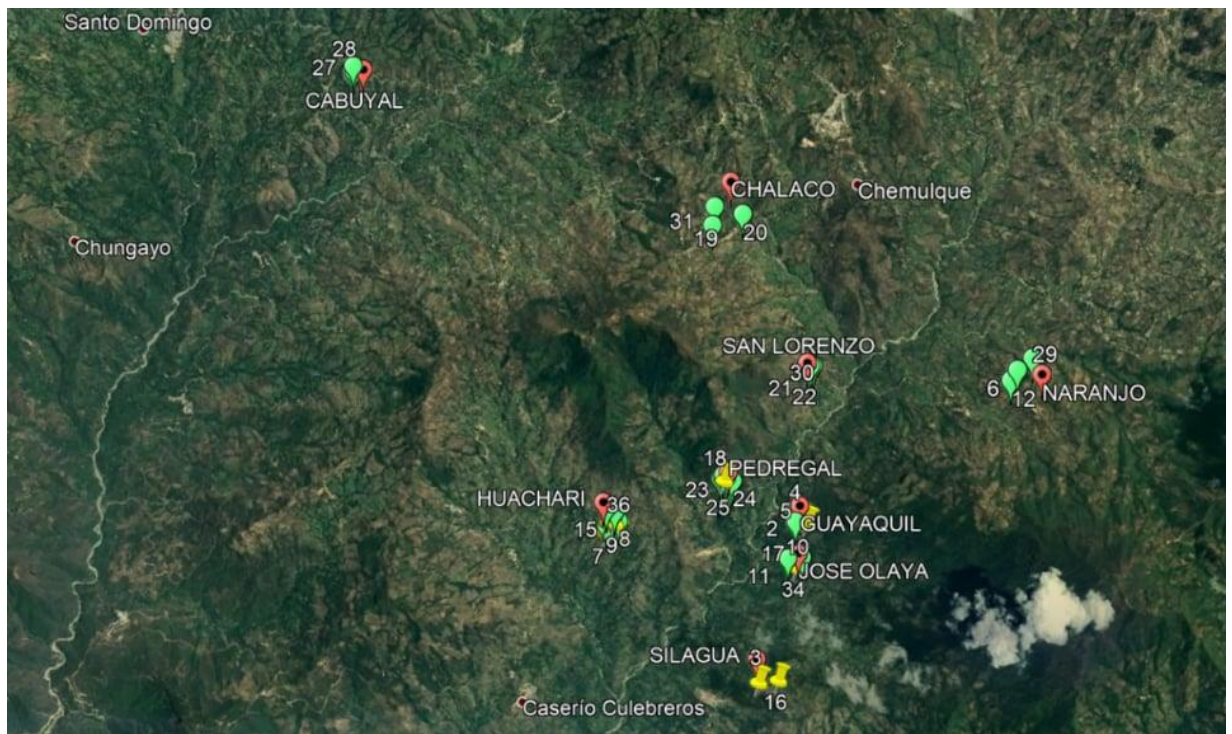 Santo Domingo
28
27
CABUYAL
CHALACO
Chemulque
31
19
20
Chungayo
SAN LORENZO
30
21
22
29
6
12
NARANJO
18
PEDREGAL
23
24
25
HUACHARI
36
15
8
9
7
4
5
2
GUAYAQUIL
10
17
11
JOSE OLAYA
34
SILAGUA
3
16
Caserío Culebreros